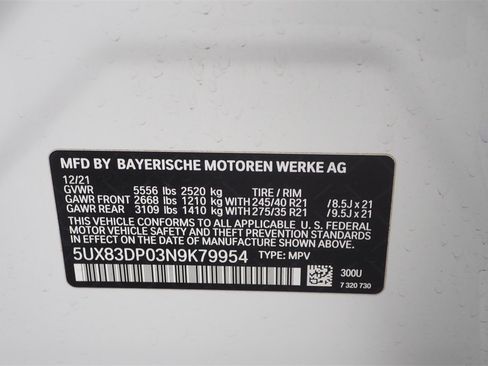 MFD BY BAYERISCHE MOTOREN WERKE AG
12/21
GVWR 5556 lbs 2520 kg TIRE / RIM
GAWR FRONT 2668 lbs 1210 kg WITH 245/40 R21 /8.5J x 21
GAWR REAR 3109 lbs 1410 kg WITH 275/35 R21 /9.5J x 21
THIS VEHICLE CONFORMS TO ALL APPLICABLE U. S. FEDERAL
MOTOR VEHICLE SAFETY, BUMPER, AND THEFT PREVENTION
STANDARDS IN EFFECT ON THE DATE OF MANUFACTURE SHOWN ABOVE.
5UX83DP03N9K79954 TYPE: MPV
300U
7 320 730